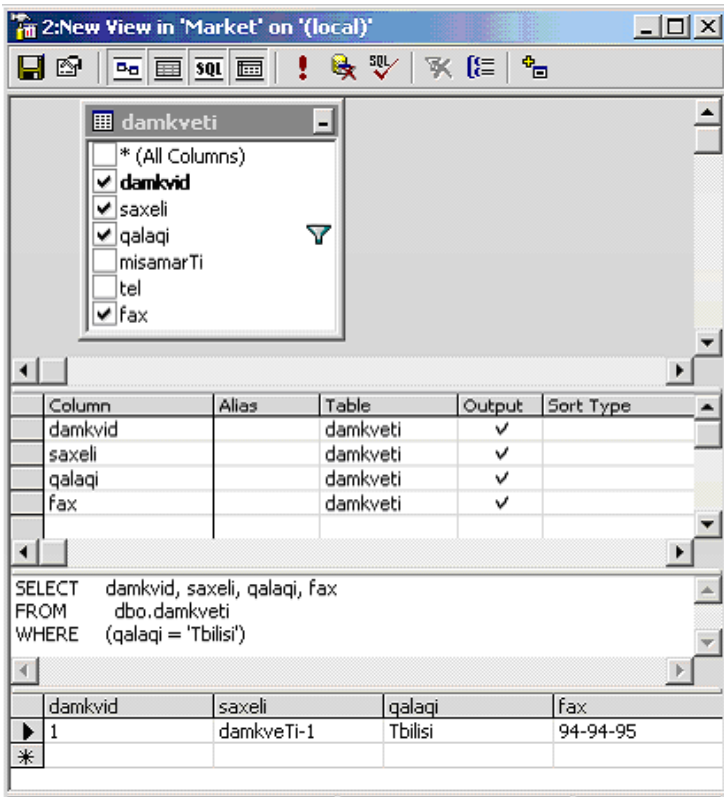 2:New View in 'Market' on '(local)'
SQL SQL
damkveti
* (All Columns)
damkvid
saxeli
qalaqi
misamarTi
tel
fax
Column Alias Table Output Sort Type
damkvid damkveti
saxeli damkveti
qalaqi damkveti
fax damkveti
SELECT damkvid, saxeli, qalaqi, fax
FROM dbo.damkveti
WHERE (qalaqi = 'Tbilisi')
damkvid saxeli qalaqi fax
1 damkveTi-1 Tbilisi 94-94-95